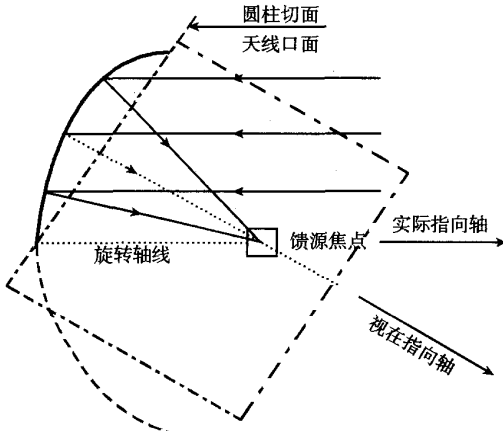 圆柱切面
天线口面
馈源焦点
实际指向轴
旋转轴线
视在指向轴